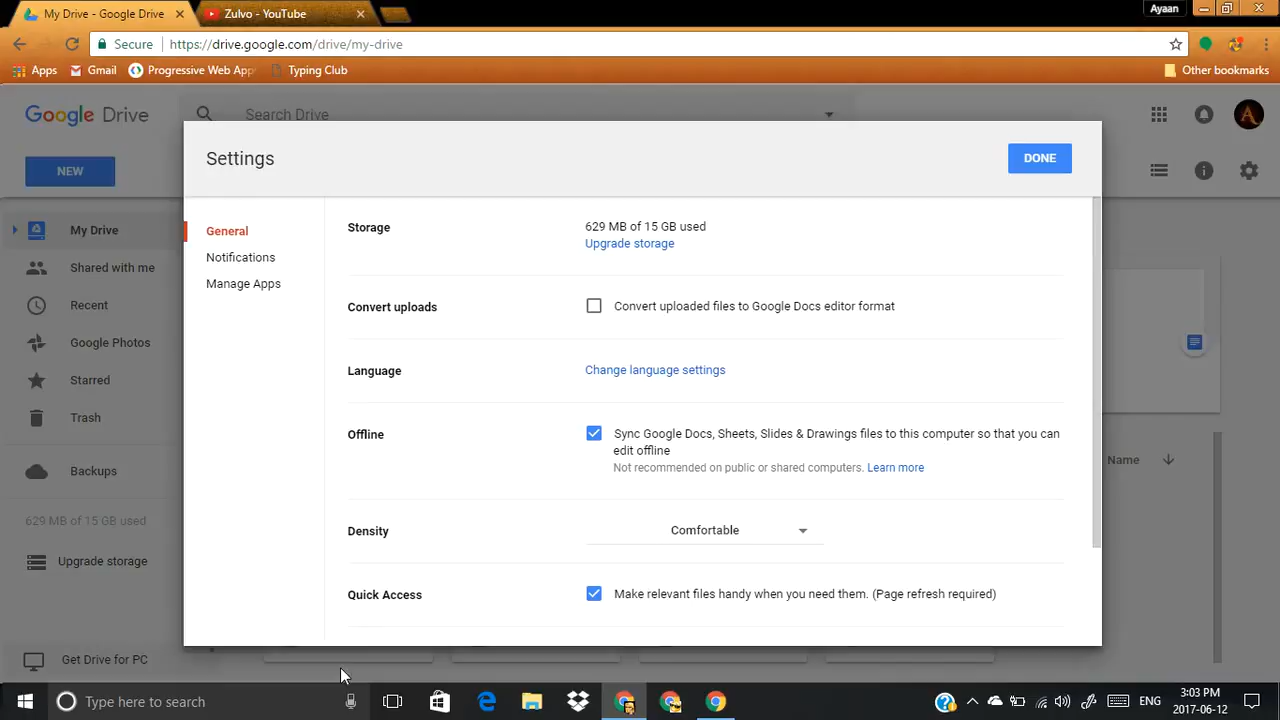 My Drive - Google Drive
Zulvo - YouTube
Ayaan
Secure
https://drive.google.com/drive/my-drive
Apps
Gmail
Progressive Web App
Typing Club
Other bookmarks
Google Drive
Search Drive
NEW
My Drive
Shared with me
Recent
Google Photos
Starred
Trash
Backups
629 MB of 15 GB used
Upgrade storage
Get Drive for PC
Settings
DONE
General
Notifications
Manage Apps
Storage
629 MB of 15 GB used
Upgrade storage
Convert uploads
Convert uploaded files to Google Docs editor format
Language
Change language settings
Offline
Sync Google Docs, Sheets, Slides & Drawings files to this computer so that you can
edit offline
Not recommended on public or shared computers. Learn more
Density
Comfortable
Quick Access
Make relevant files handy when you need them. (Page refresh required)
Name
Type here to search
ENG
3:03 PM
2017-06-12